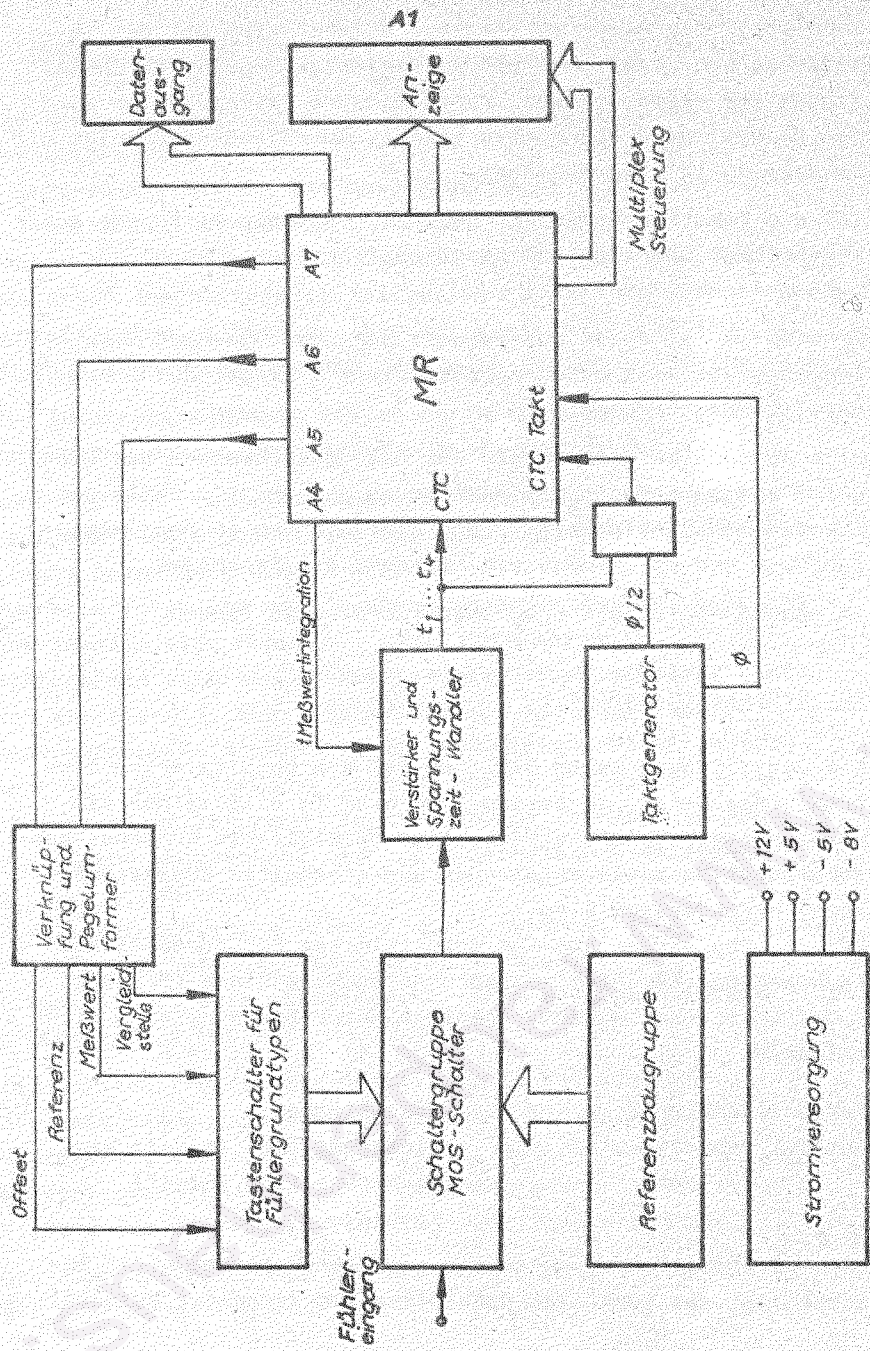 A1
Daten-
aus-
gang
An-
zeige
Multiplex
Steuerung
A4 A5 A6 A7
MR
CTC
CTC Takt
tMeßwertintegration
t1...t4
Ø/2
Ø
Verstärker und
Spannungs-
zeit - Wandler
Taktgenerator
Verknüp-
fung und
Pegelum-
former
Offset
Referenz
Meßwert
Vergleich-
stelle
Tastenschalter für
Fühlergrundtypen
Fühler-
eingang
Schaltergruppe
MOS-Schalter
Referenzbaugruppe
Stromversorgung
+12V
+5V
-5V
-8V